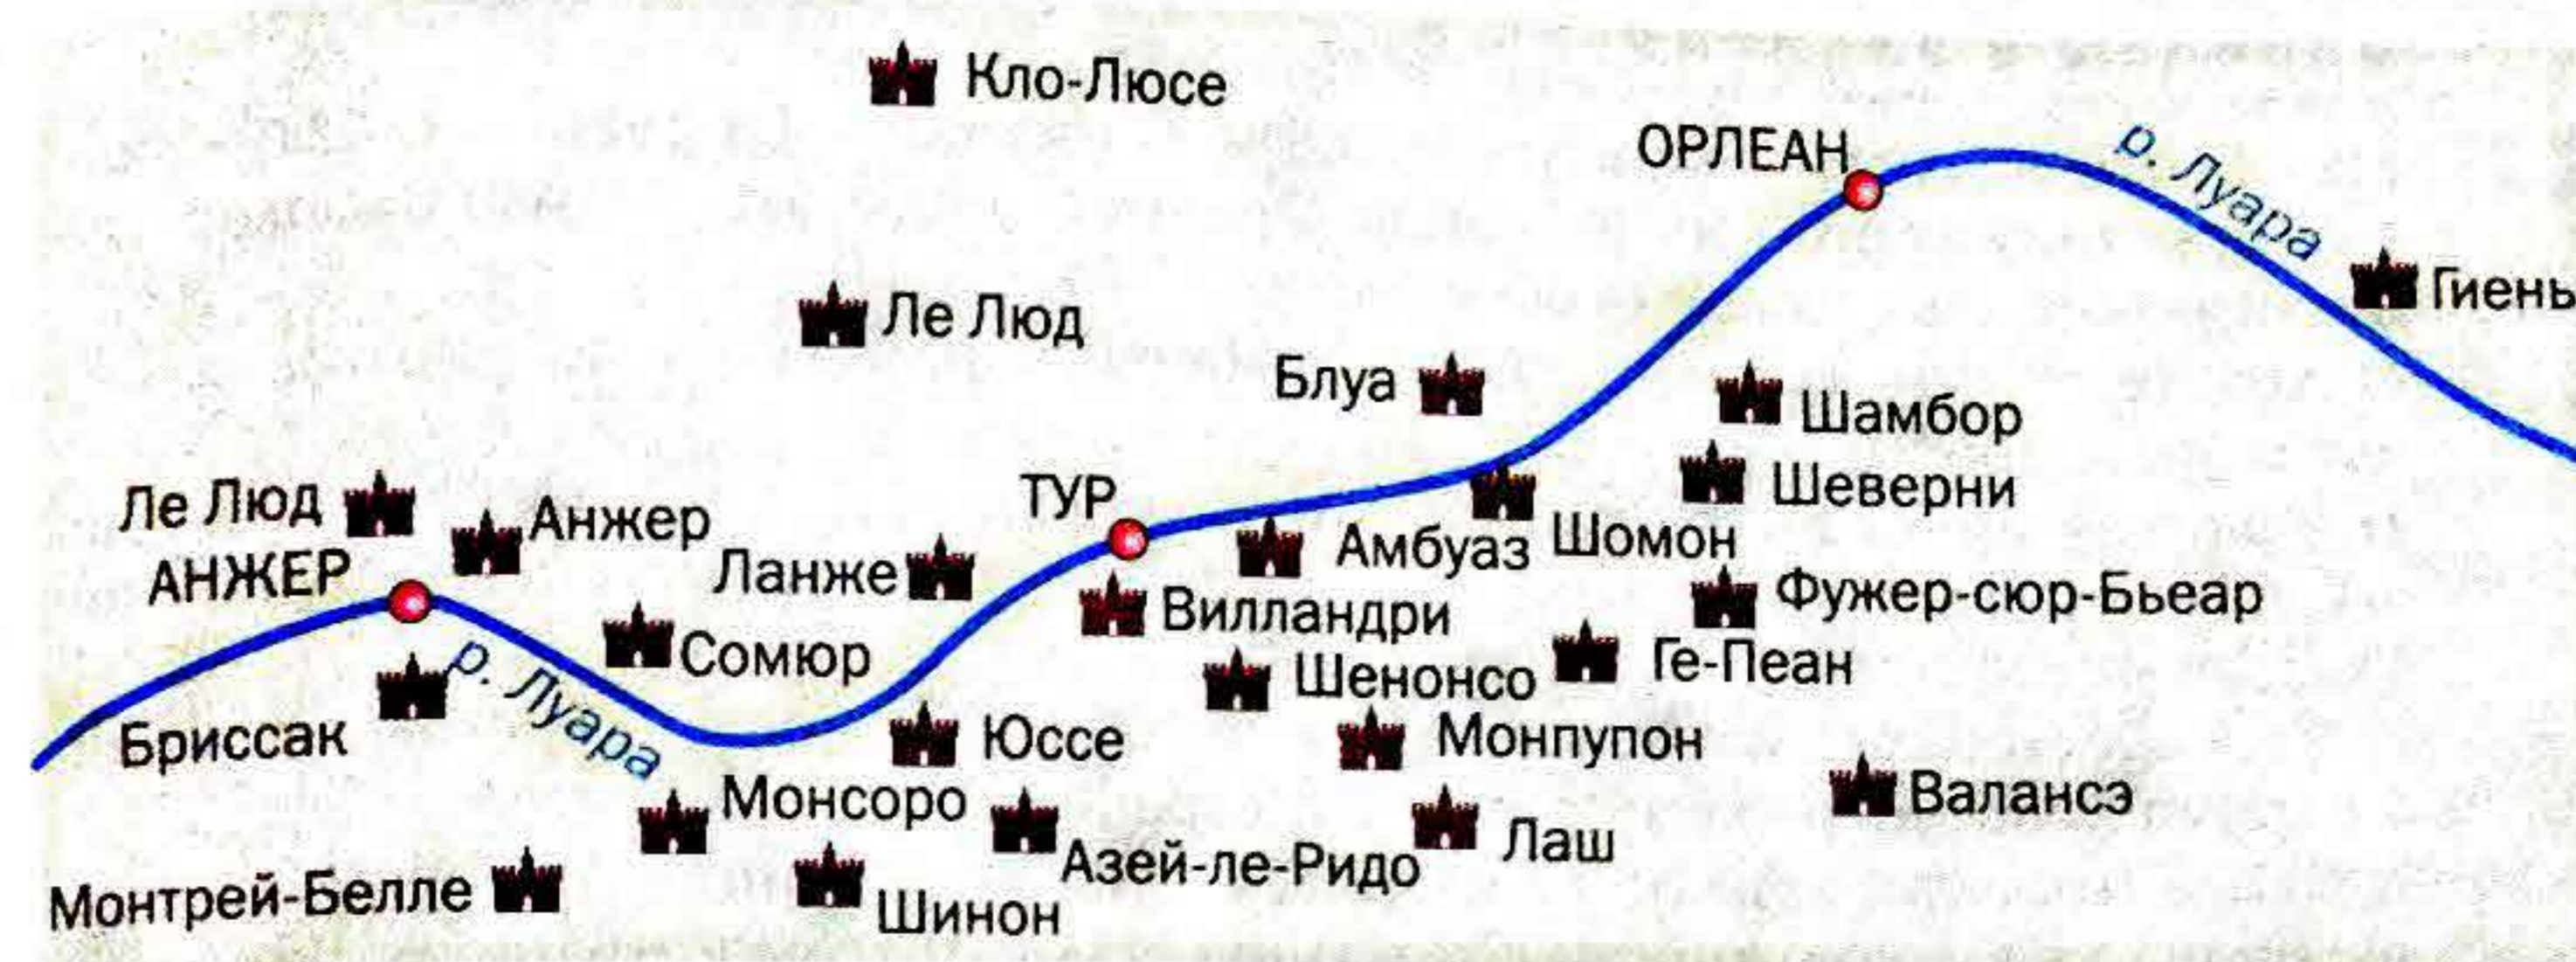 Кло-Люсе
ОРЛЕАН
р. Луара
Гиень
Ле Люд
Блуа
Шамбор
Шеверни
Ле Люд
Анжер
ТУР
АНЖЕР
Ланже
Амбуаз
Шомон
Вилландри
Фужер-сюр-Бьеар
Сомюр
Шенонсо
Ге-Пеан
р. Луара
Бриссак
Юссе
Монпупон
Монсоро
Валансэ
Азей-ле-Ридо
Лаш
Монтрей-Белле
Шинон